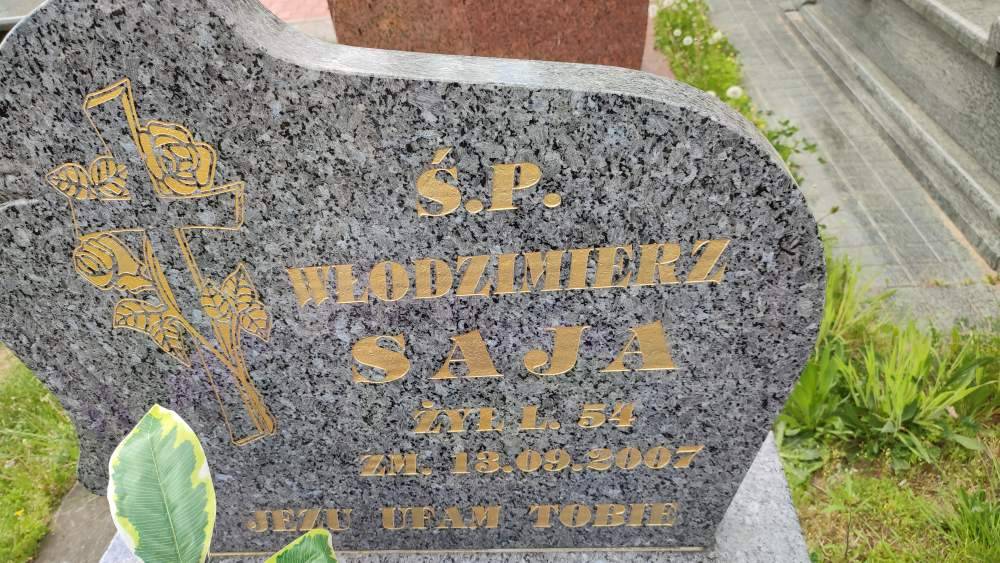 Ś.P.
WŁODZIMIERZ
SAJA
ŻYŁ L. 54
ZM. 13.09.2007
JEZU UFAM TOBIE